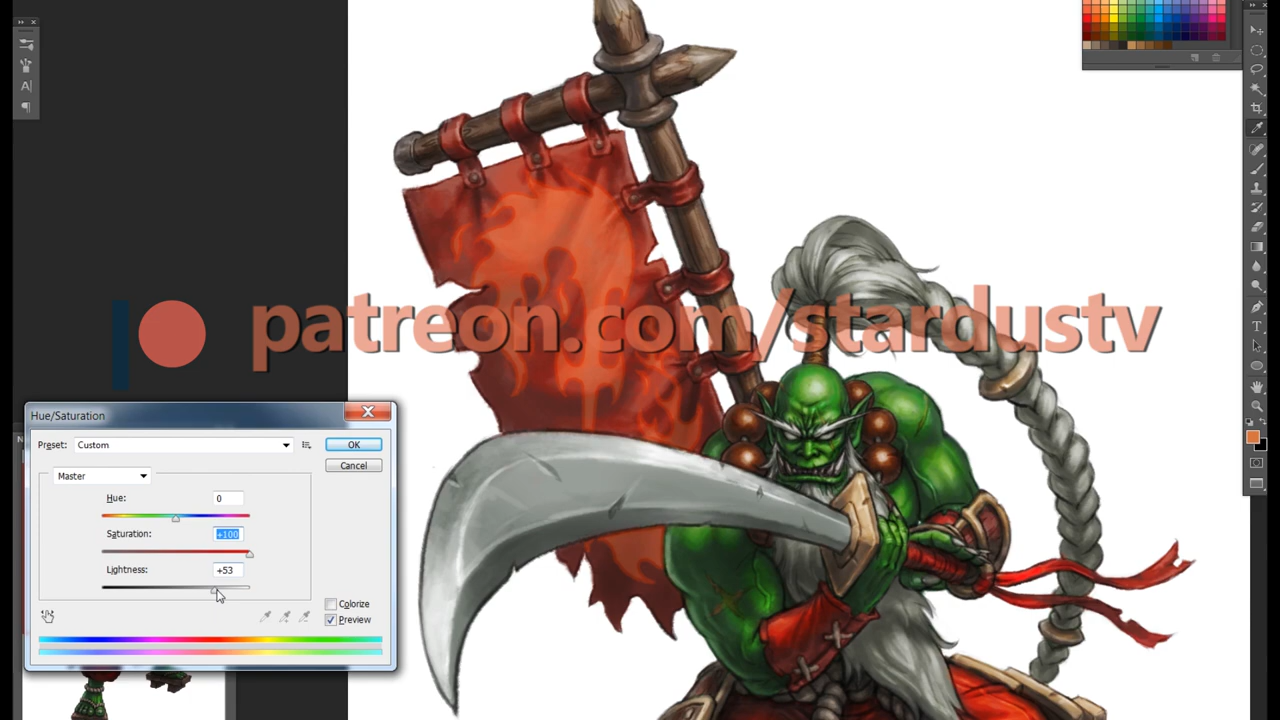 patreon.com/stardustv
Hue/Saturation
Preset: Custom
OK
Cancel
Master
Hue: 0
Saturation: +100
Lightness: +53
Colorize
Preview
A
T
N